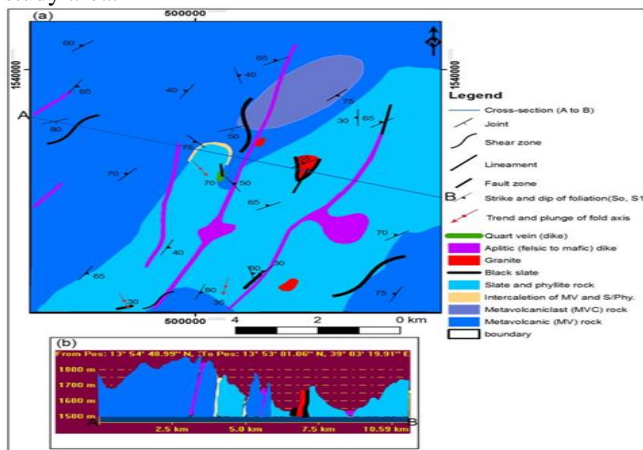 (a)
500000
1540000
1540000
A
B
60
65
40
65
40
75
80
30
65
50
75
70
70
50
65
70
40
65
60
30
30
75
500000
4 2 0 km
Legend
Cross-section (A to B)
Joint
Shear zone
Lineament
Fault zone
Strike and dip of foliation(So, S1
Trend and plunge of fold axis
Quart vein (dike)
Aplitic (felsic to mafic) dike
Granite
Black slate
Slate and phyllite rock
Intercaletion of MV and S/Phy.
Metavolcaniclast (MVC) rock
Metavolcanic (MV) rock
boundary
(b)
From Pos: 13° 54' 48.99" N, To Pos: 13° 53' 01.06" N, 39° 03' 19.91" E
1800 m
1700 m
1600 m
1500 m
A
B
2.5 km
5.0 km
7.5 km
10.59 km